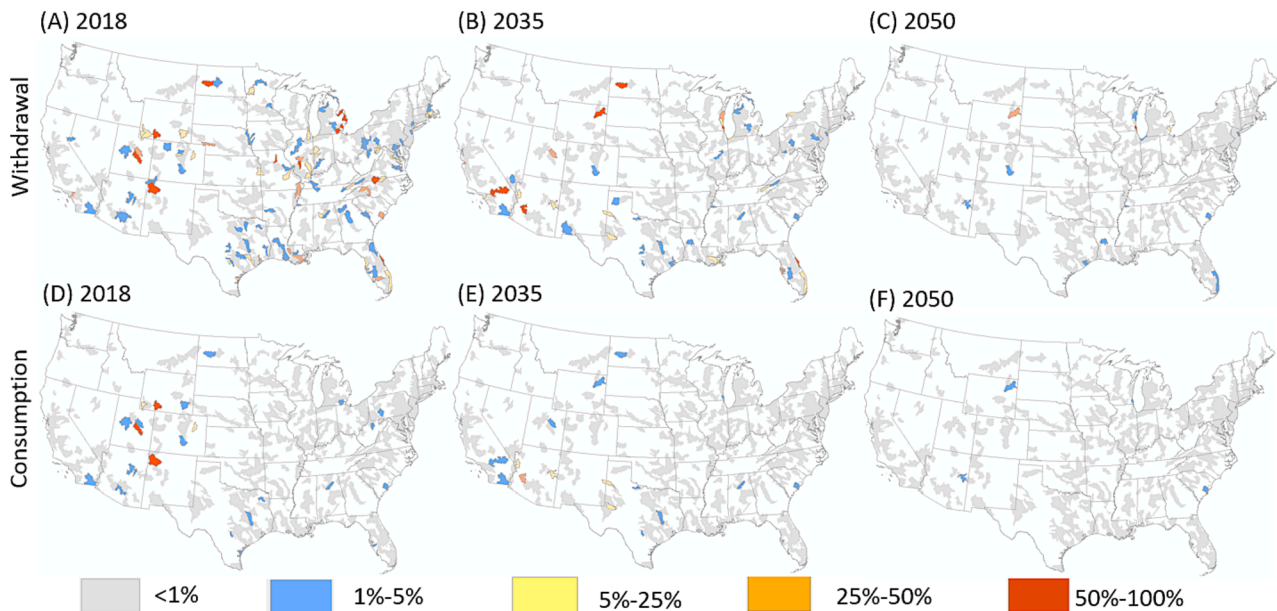 (A) 2018
(B) 2035
(C) 2050
Withdrawal
(D) 2018
(E) 2035
(F) 2050
Consumption
<1%
1%-5%
5%-25%
25%-50%
50%-100%